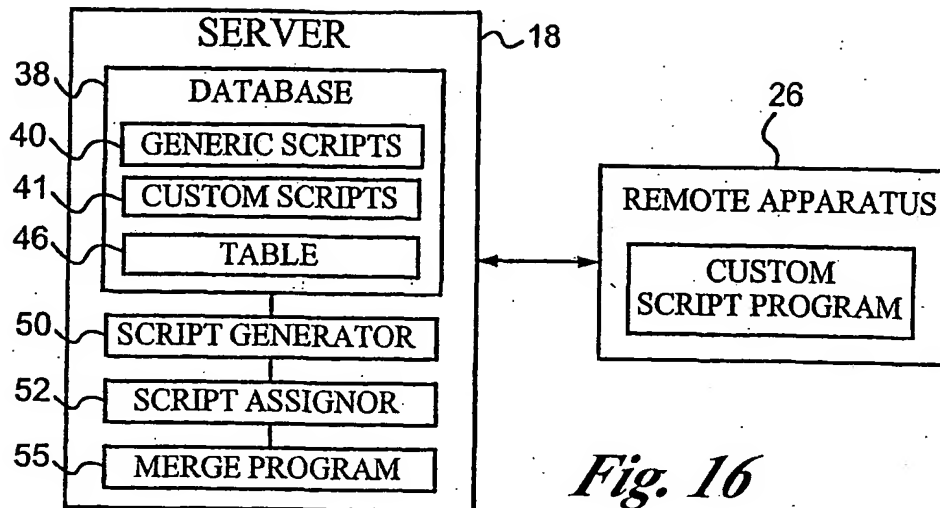 SERVER
18
38
DATABASE
40
GENERIC SCRIPTS
41
CUSTOM SCRIPTS
46
TABLE
50
SCRIPT GENERATOR
52
SCRIPT ASSIGNOR
55
MERGE PROGRAM
26
REMOTE APPARATUS
CUSTOM
SCRIPT PROGRAM
Fig. 16